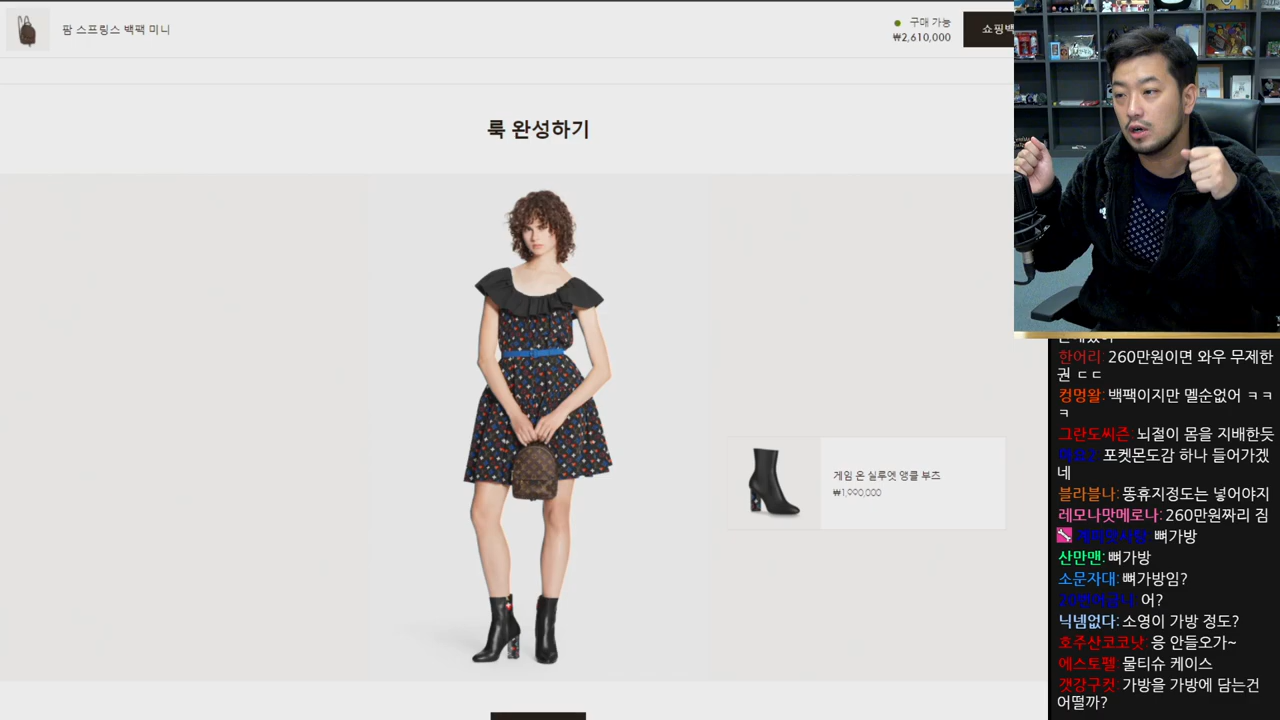 팜 스프링스 백팩 미니
구매 가능
₩2,610,000
쇼핑백
룩 완성하기
게임 온 실루엣 앵클 부츠
₩1,990,000
한어리: 260만원이면 와우 무제한
권 ㄷㄷ
컹멍왈: 백팩이지만 멜순없어 ㅋㅋ
ㅋ
그란도씨즌: 뇌절이 몸을 지배한듯
포켓몬도감 하나 들어가겠
네
블라블나: 똥휴지정도는 넣어야지
레모나맛메로나: 260만원짜리 짐
뼈가방
산만맨: 뼈가방
소문자대: 뼈가방임?
어?
닉넴없다: 소영이 가방 정도?
호주산코코낫: 응 안들오가~
에스토펠: 물티슈 케이스
갯강구컷: 가방을 가방에 담는건
어떨까?